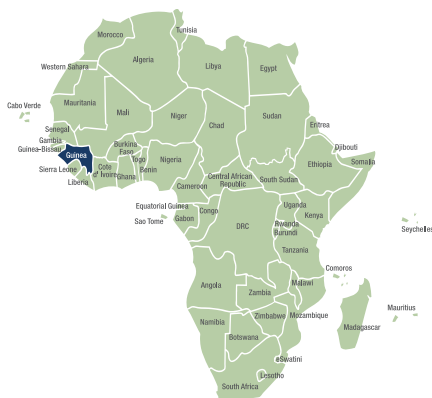 Tunisia
Morocco
Algeria
Libya
Egypt
Western Sahara
Cabo Verde
Mauritania
Mali
Niger
Chad
Sudan
Eritrea
Senegal
Gambia
Guinea-Bissau
Guinea
Burkina
Faso
Djibouti
Somalia
Sierra Leone
Liberia
Cote
d' Ivoire
Ghana
Togo
Benin
Nigeria
Ethiopia
Central African
Republic
South Sudan
Cameroon
Equatorial Guinea
Sao Tome
Gabon
Congo
DRC
Uganda
Kenya
Rwanda
Burundi
Seychelles
Tanzania
Comoros
Angola
Zambia
Malawi
Mozambique
Mauritius
Madagascar
Namibia
Zimbabwe
Botswana
eSwatini
Lesotho
South Africa